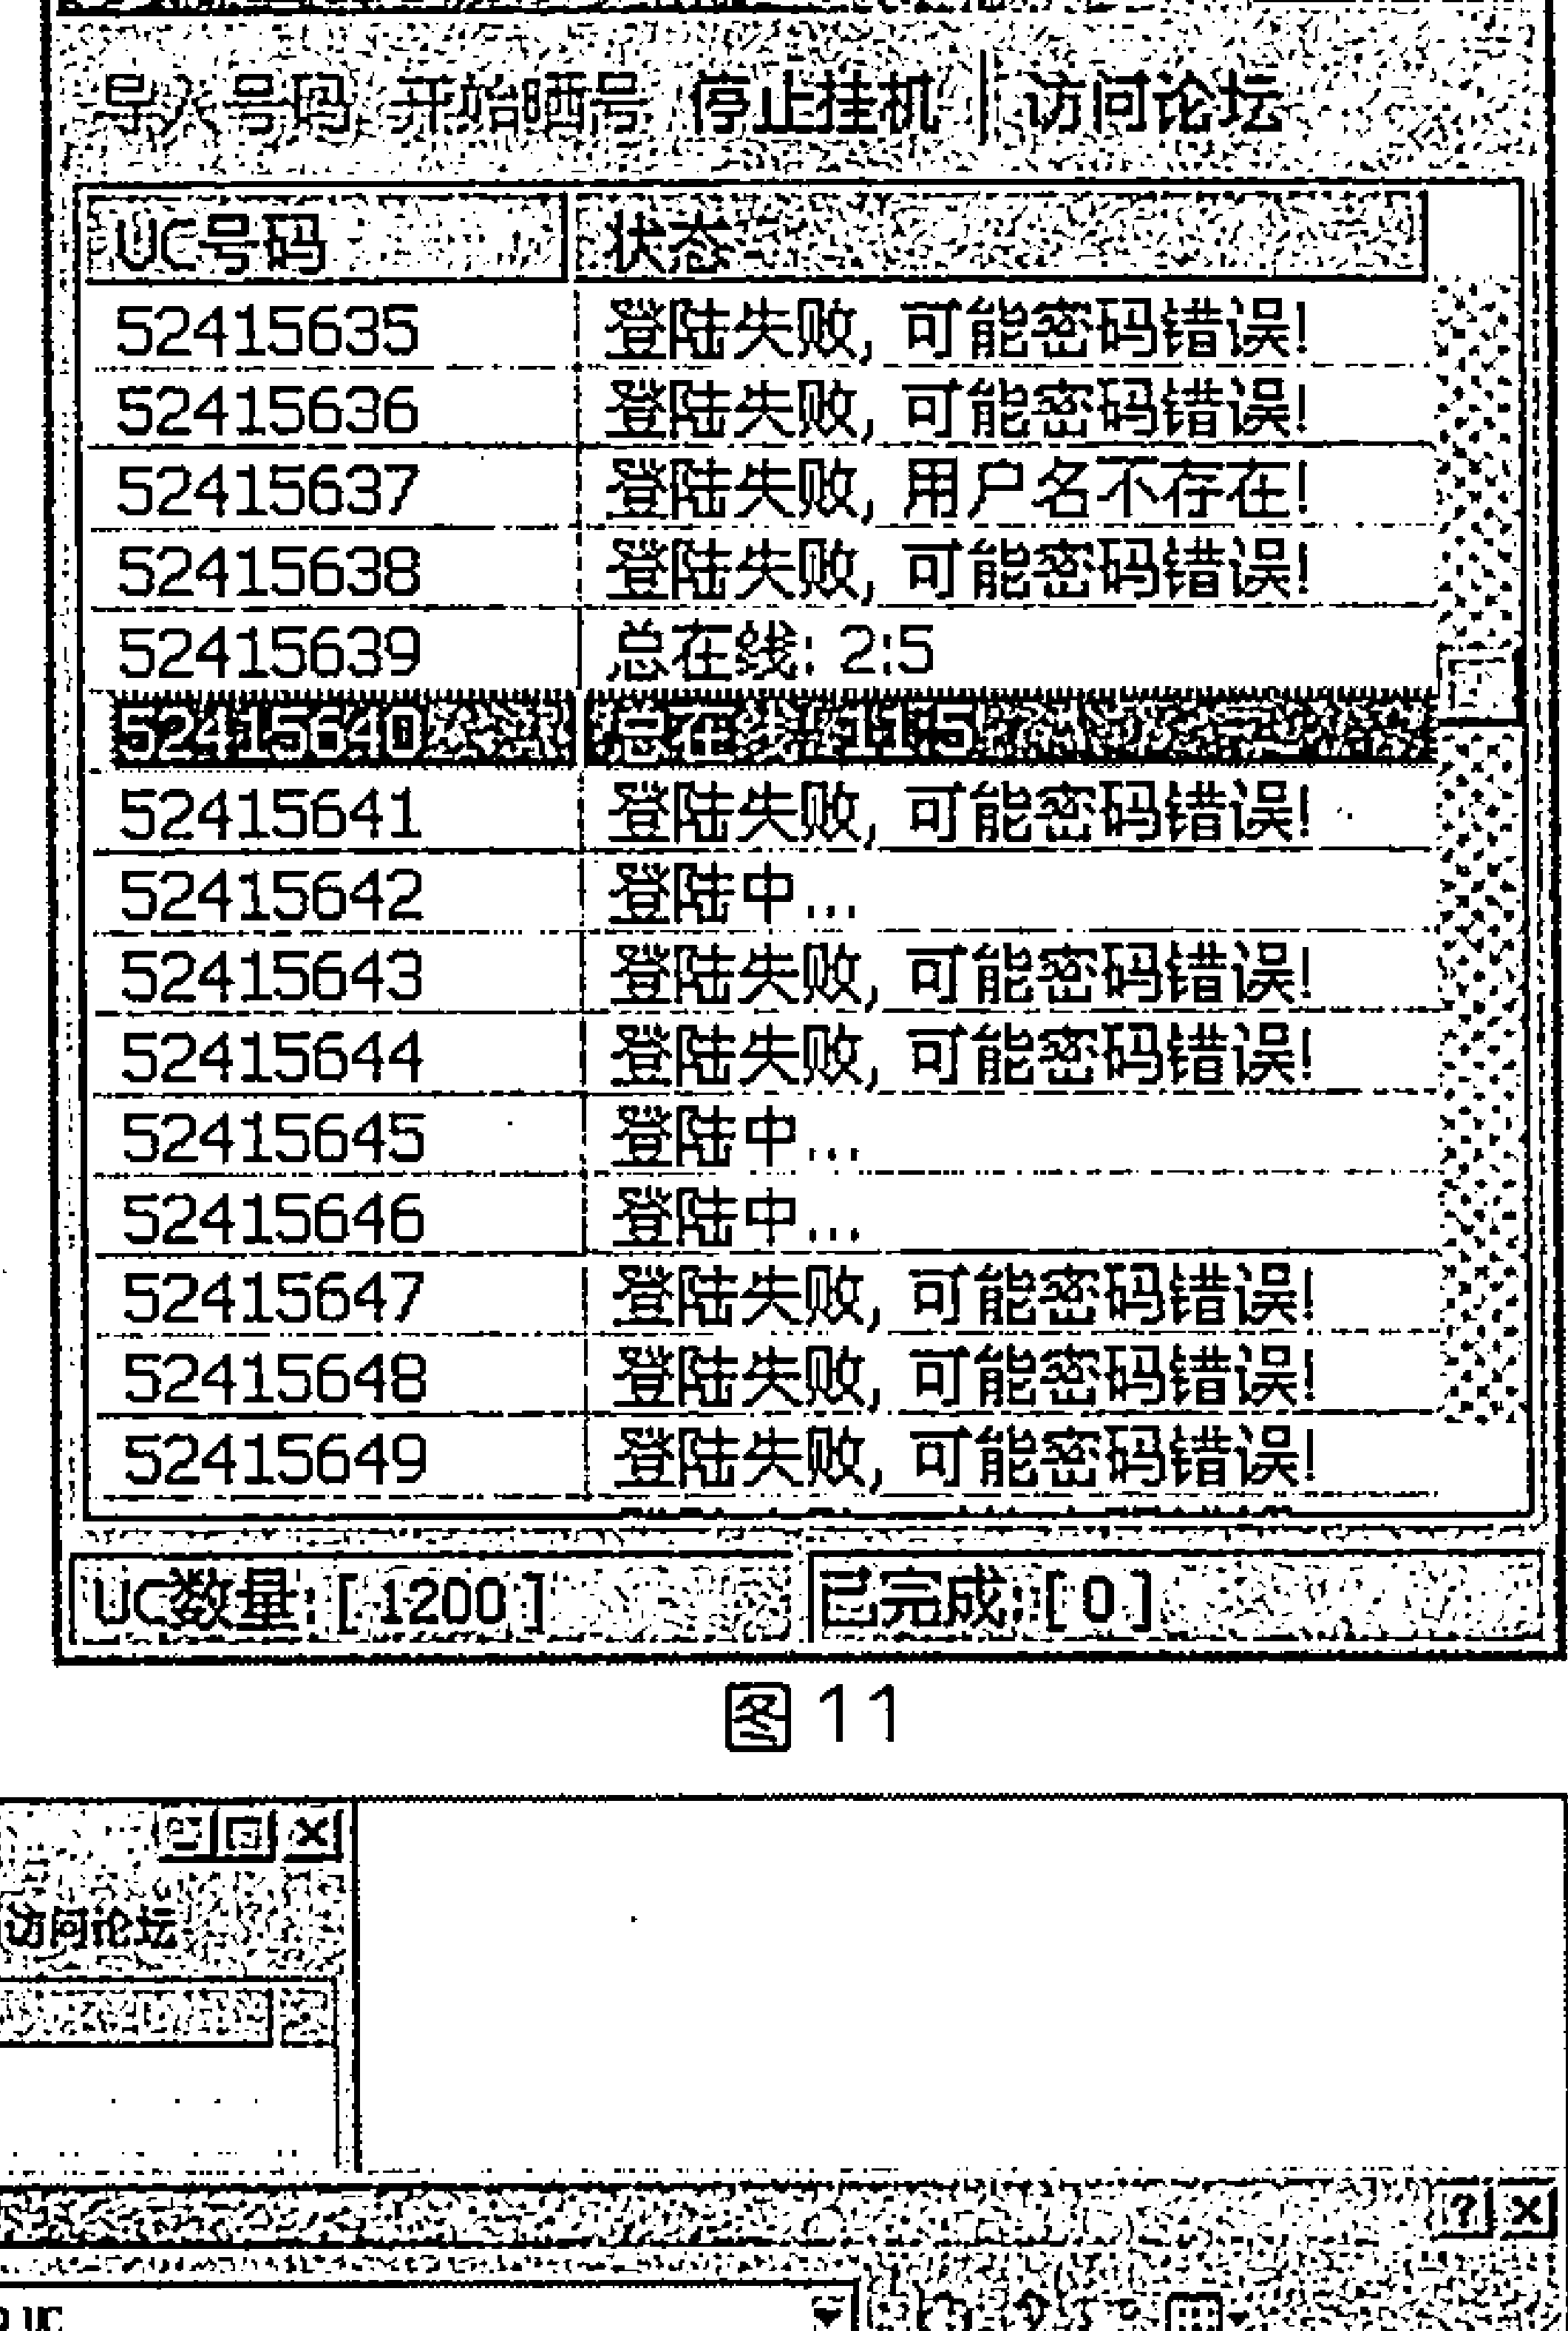 导入号码 开始晒号 停止挂机 | 访问论坛
UC号码 状态
52415635 登陆失败, 可能密码错误!
52415636 登陆失败, 可能密码错误!
52415637 登陆失败, 用户名不存在!
52415638 登陆失败, 可能密码错误!
52415639 总在线: 2:5
52415640 总在线: 11:5
52415641 登陆失败, 可能密码错误!
52415642 登陆中...
52415643 登陆失败, 可能密码错误!
52415644 登陆失败, 可能密码错误!
52415645 登陆中...
52415646 登陆中...
52415647 登陆失败, 可能密码错误!
52415648 登陆失败, 可能密码错误!
52415649 登陆失败, 可能密码错误!
UC数量: [ 1200 ] 已完成: [ 0 ]
图 11
访问论坛
UC